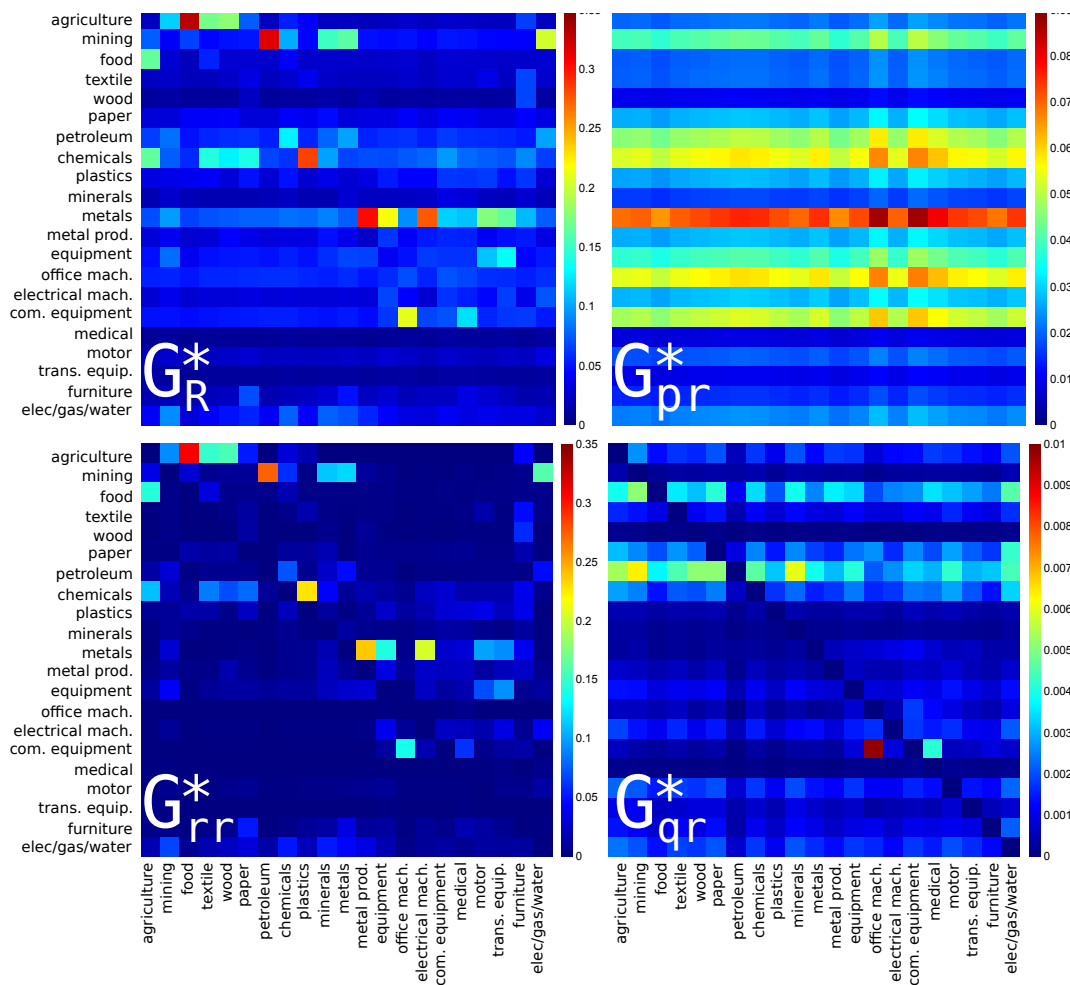 agriculture
mining
food
textile
wood
paper
petroleum
chemicals
plastics
minerals
metals
metal prod.
equipment
office mach.
electrical mach.
com. equipment
medical
motor
trans. equip.
furniture
elec/gas/water
G*R
0.3
0.25
0.2
0.15
0.1
0.05
0
G*pr
0.08
0.07
0.06
0.05
0.04
0.03
0.02
0.01
0
agriculture
mining
food
textile
wood
paper
petroleum
chemicals
plastics
minerals
metals
metal prod.
equipment
office mach.
electrical mach.
com. equipment
medical
motor
trans. equip.
furniture
elec/gas/water
G*rr
0.35
0.3
0.25
0.2
0.15
0.1
0.05
0
G*qr
0.01
0.009
0.008
0.007
0.006
0.005
0.004
0.003
0.002
0.001
0
agriculture
mining
food
textile
wood
paper
petroleum
chemicals
plastics
minerals
metals
metal prod.
equipment
office mach.
electrical mach.
com. equipment
medical
motor
trans. equip.
furniture
elec/gas/water
agriculture
mining
food
textile
wood
paper
petroleum
chemicals
plastics
minerals
metals
metal prod.
equipment
office mach.
electrical mach.
com. equipment
medical
motor
trans. equip.
furniture
elec/gas/water